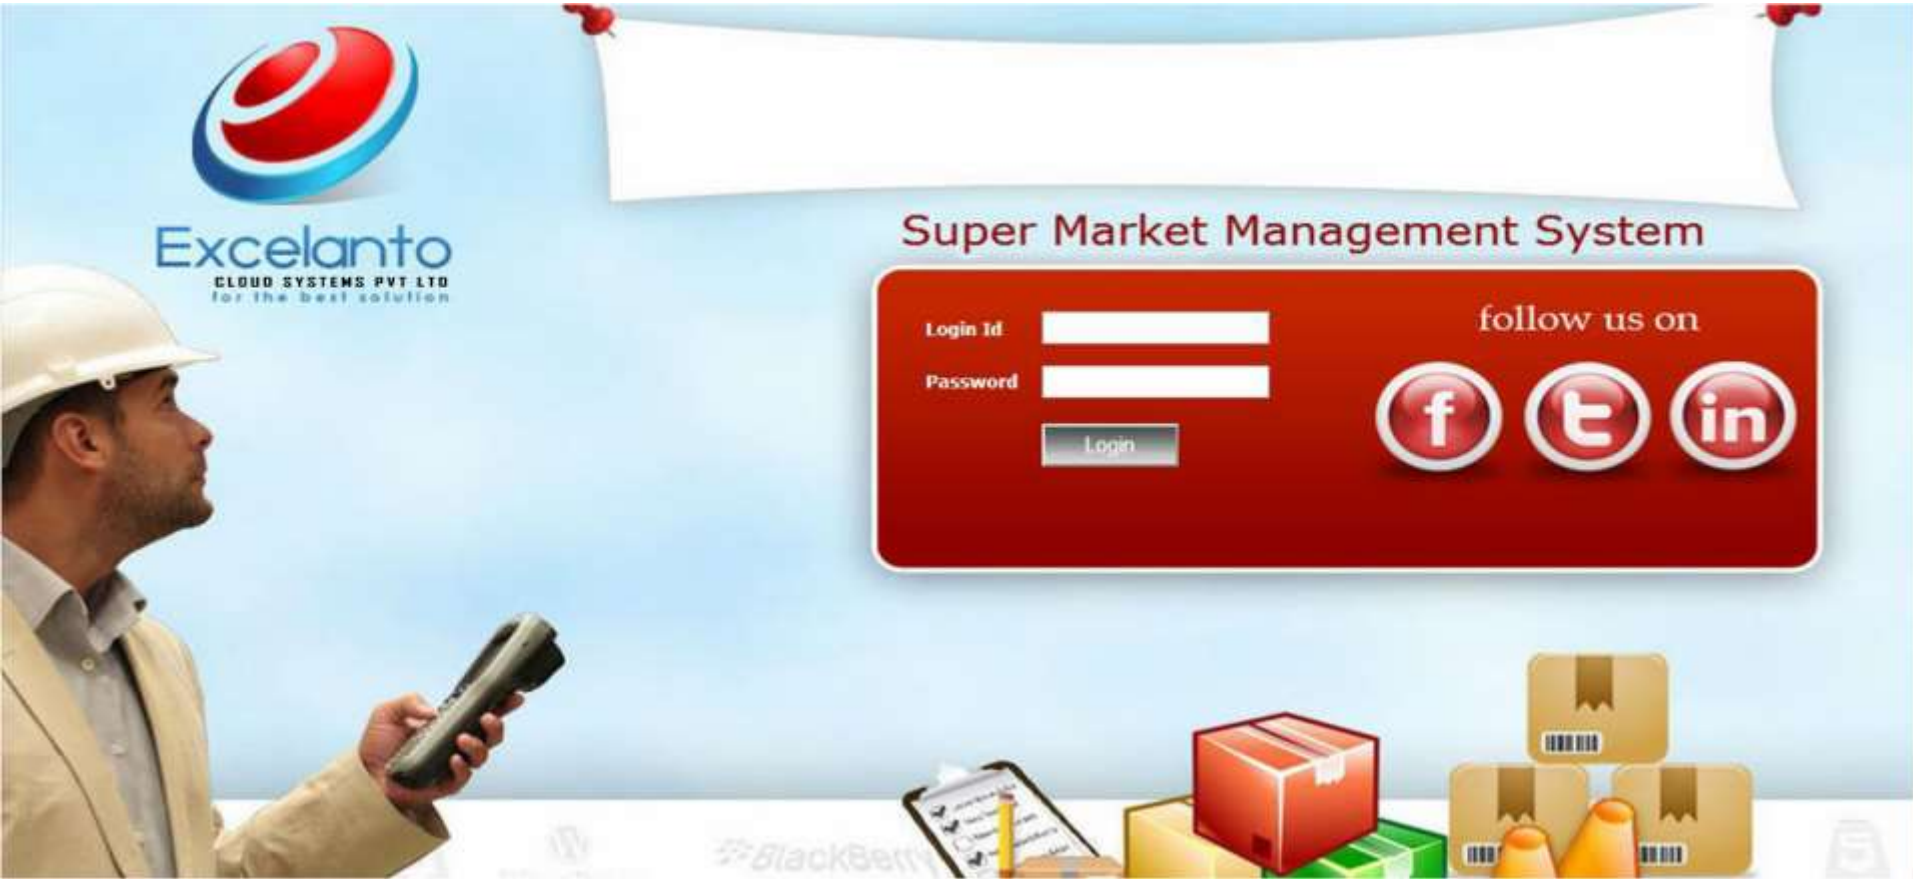 Excelanto
CLOUD SYSTEMS PVT LTD
for the best solution
Super Market Management System
Login Id
Password
Login
follow us on
f
t
in
BlackBerry